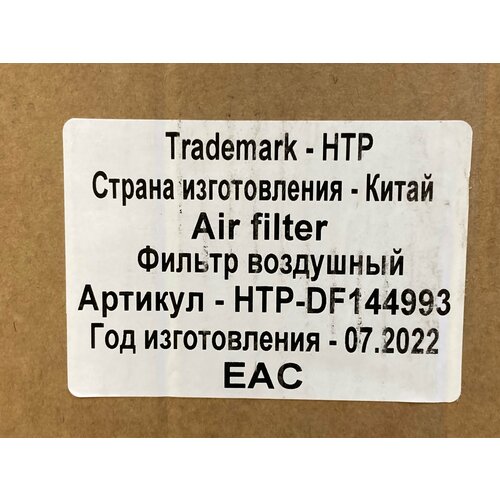 Trademark - HTP
Страна изготовления - Китай
Air filter
Фильтр воздушный
Артикул - HTP-DF144993
Год изготовления - 07.2022
EAC